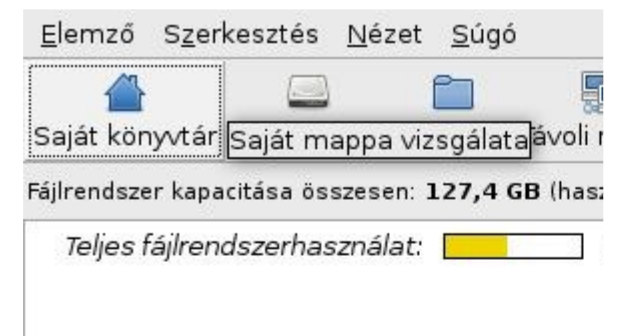 Elemző Szerkesztés Nézet Súgó
Saját könyvtár Saját mappa vizsgálata
Fájlrendszer kapacitása összesen: 127,4 GB
Teljes fájlrendszerhasználat: